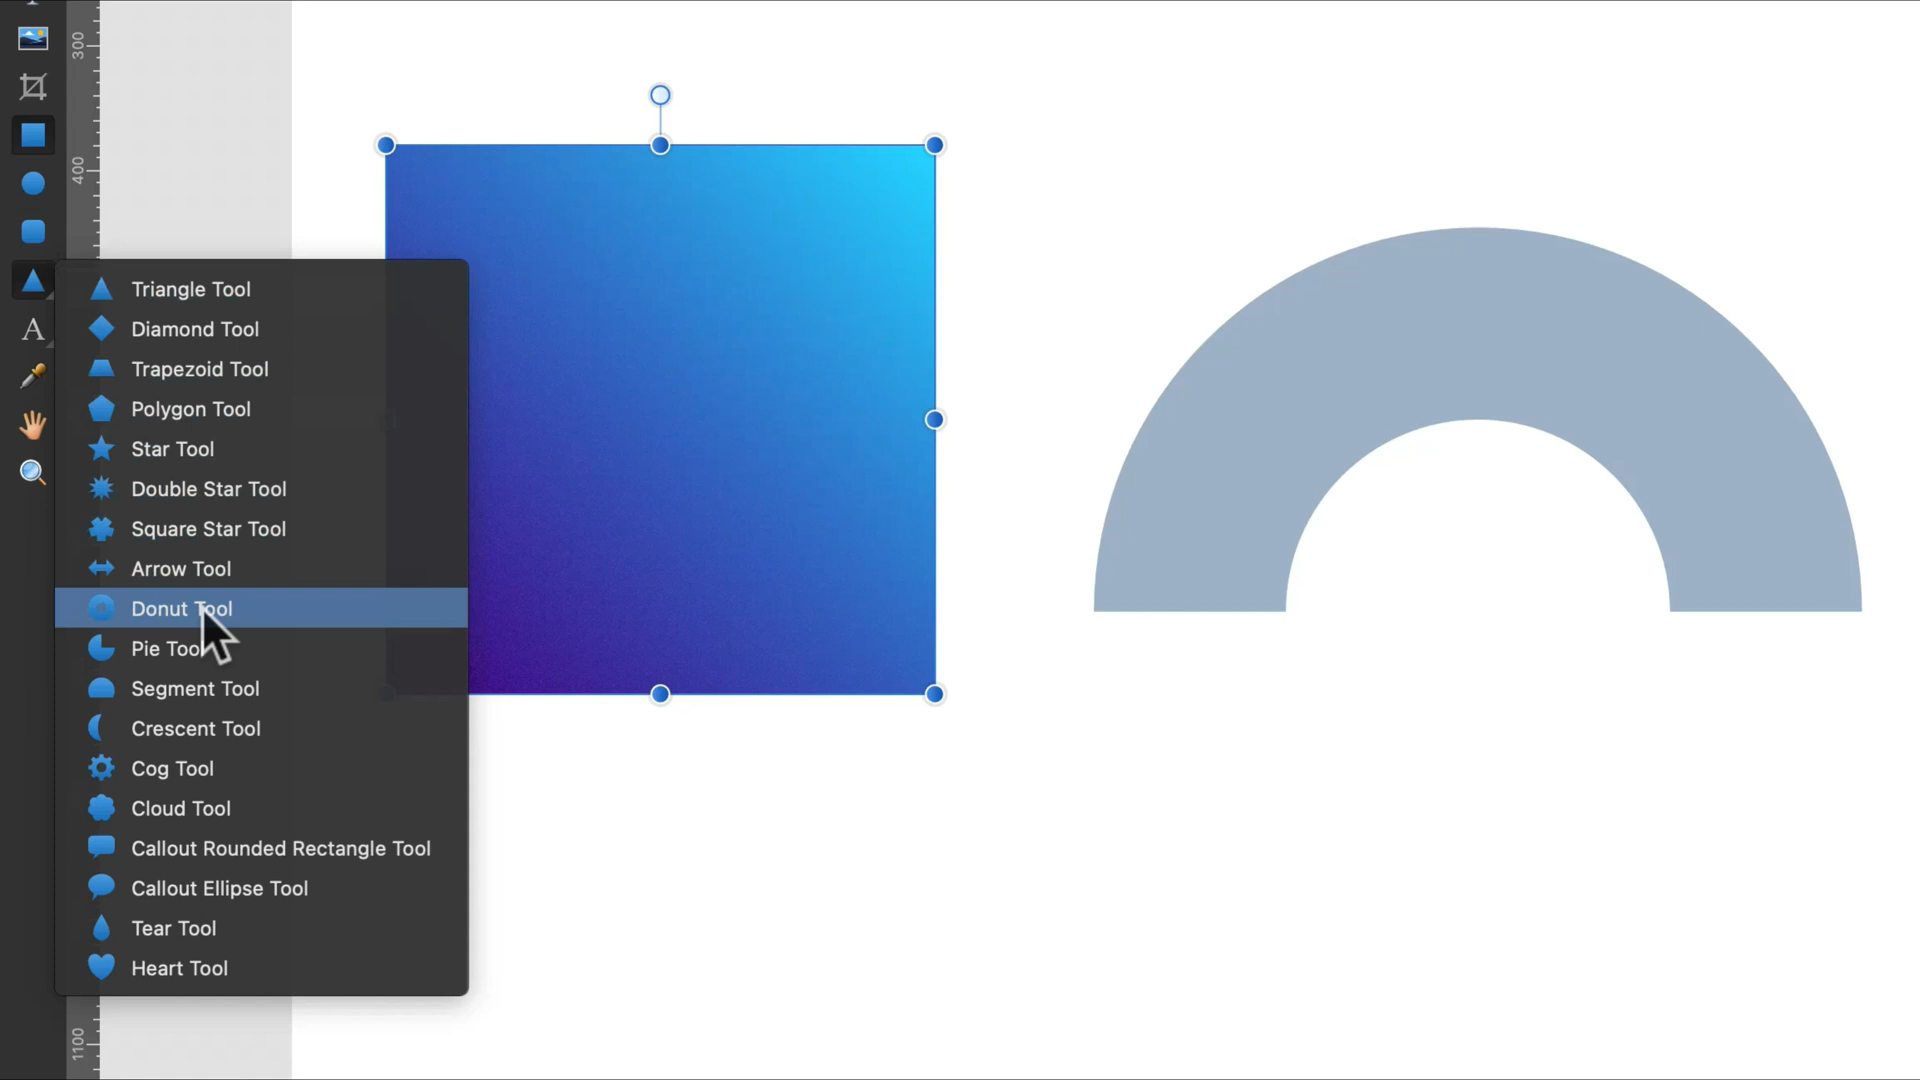 300
400
Triangle Tool
Diamond Tool
Trapezoid Tool
A
Polygon Tool
Star Tool
Double Star Tool
Square Star Tool
Arrow Tool
Donut Tool
Pie Tool
Segment Tool
Crescent Tool
Cog Tool
Cloud Tool
Callout Rounded Rectangle Tool
Callout Ellipse Tool
Tear Tool
Heart Tool
1100